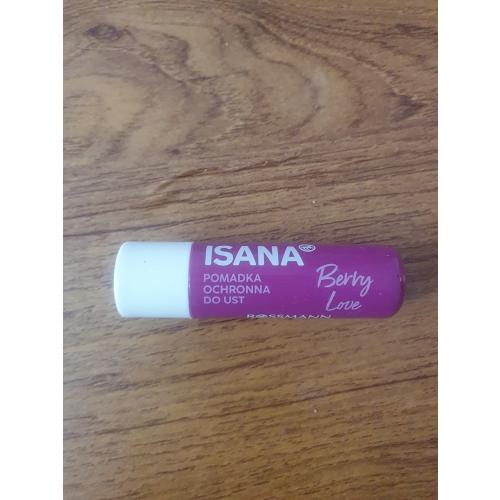 ISANA
POMADKA
OCHRONNA
DO UST
Berry
Love
ROSSMANN